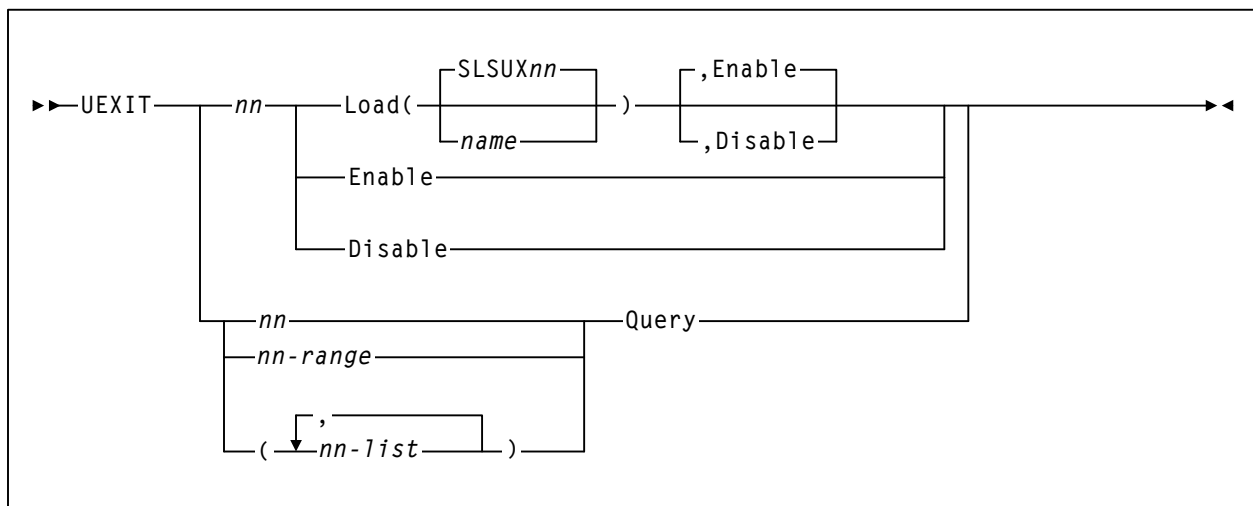 SLSUXnn ,Enable
UEXIT nn Load( )
name ,Disable
Enable
Disable
nn Query
nn-range
,
( nn-list )